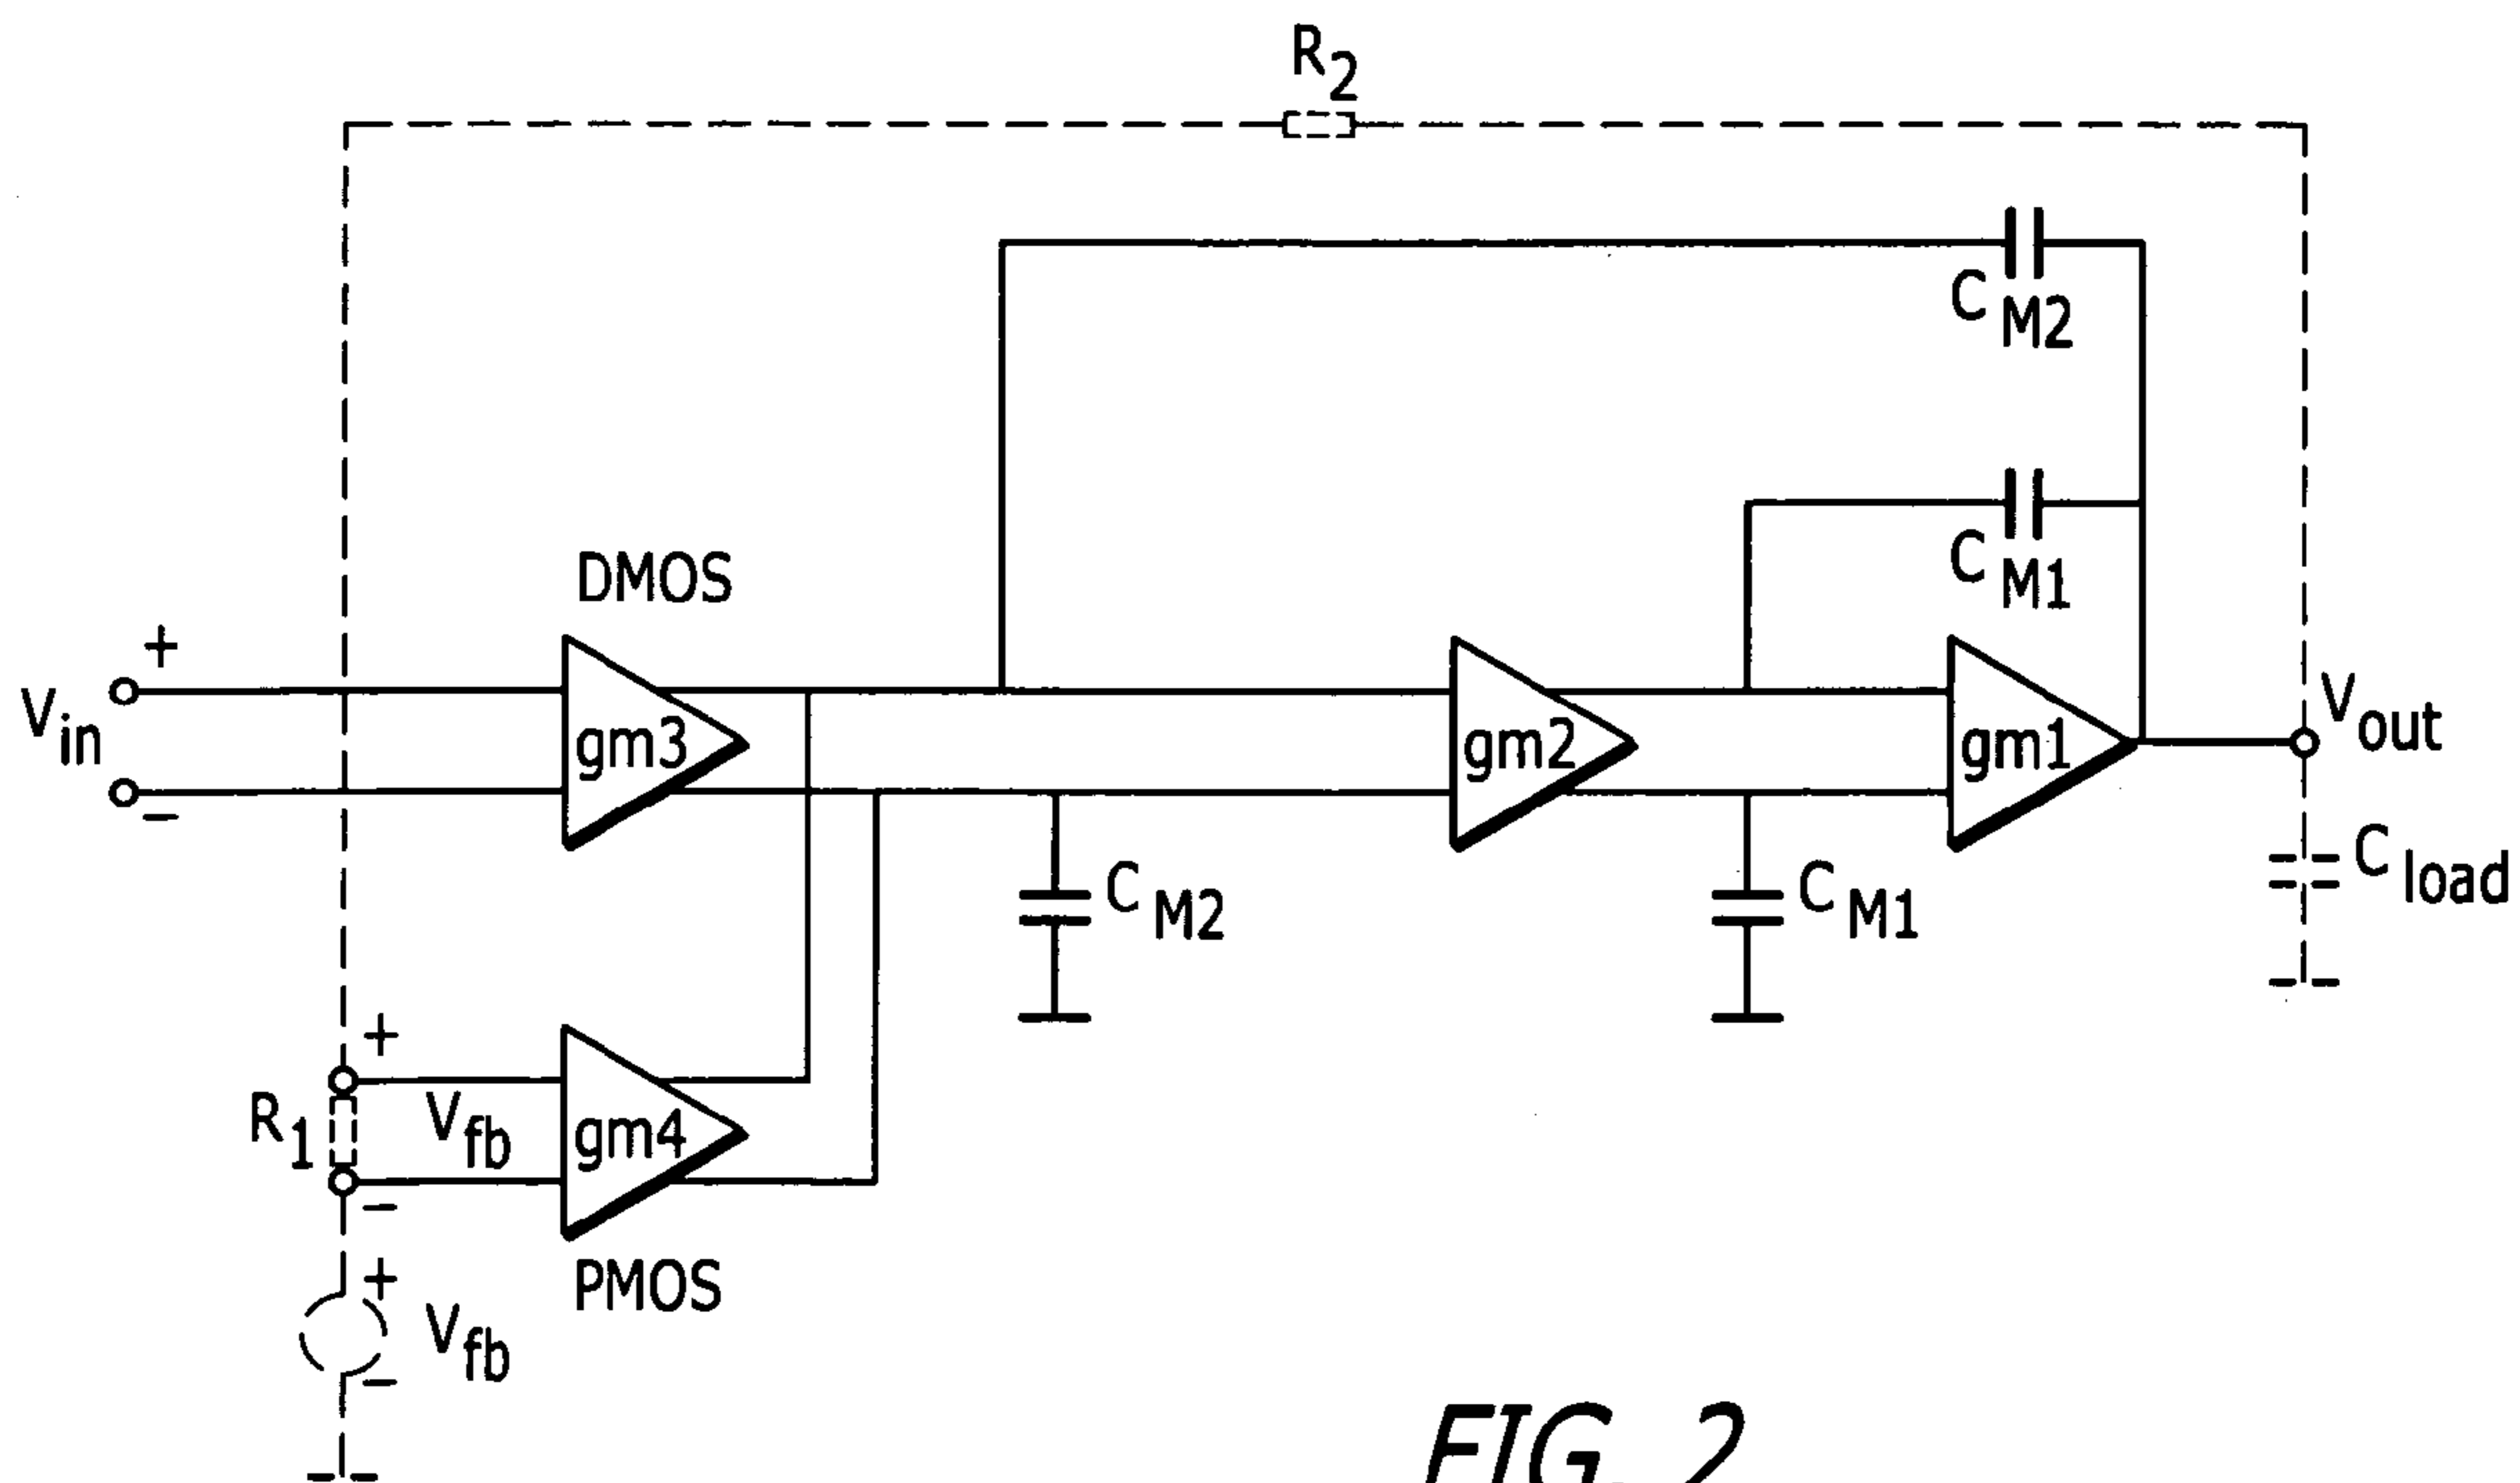 R2
CM2
CM1
DMOS
+
Vin
−
gm3
gm2
gm1
Vout
CM2
CM1
Cload
+
R1
Vfb
gm4
−
PMOS
+
Vfb
−
FIG. 2